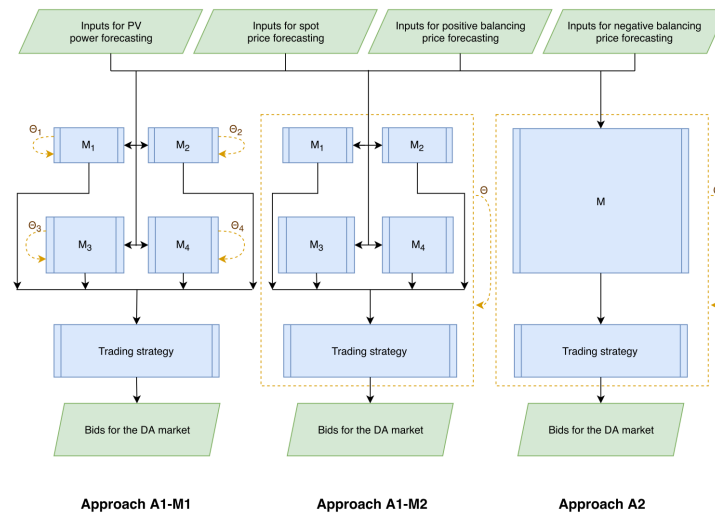 Inputs for PV
power forecasting
Inputs for spot
price forecasting
Inputs for positive balancing
price forecasting
Inputs for negative balancing
price forecasting
Θ1
M1
M2
Θ2
Θ3
M3
M4
Θ4
Trading strategy
Bids for the DA market
Approach A1-M1
M1
M2
Θ
M3
M4
Trading strategy
Bids for the DA market
Approach A1-M2
M
Trading strategy
Bids for the DA market
Approach A2